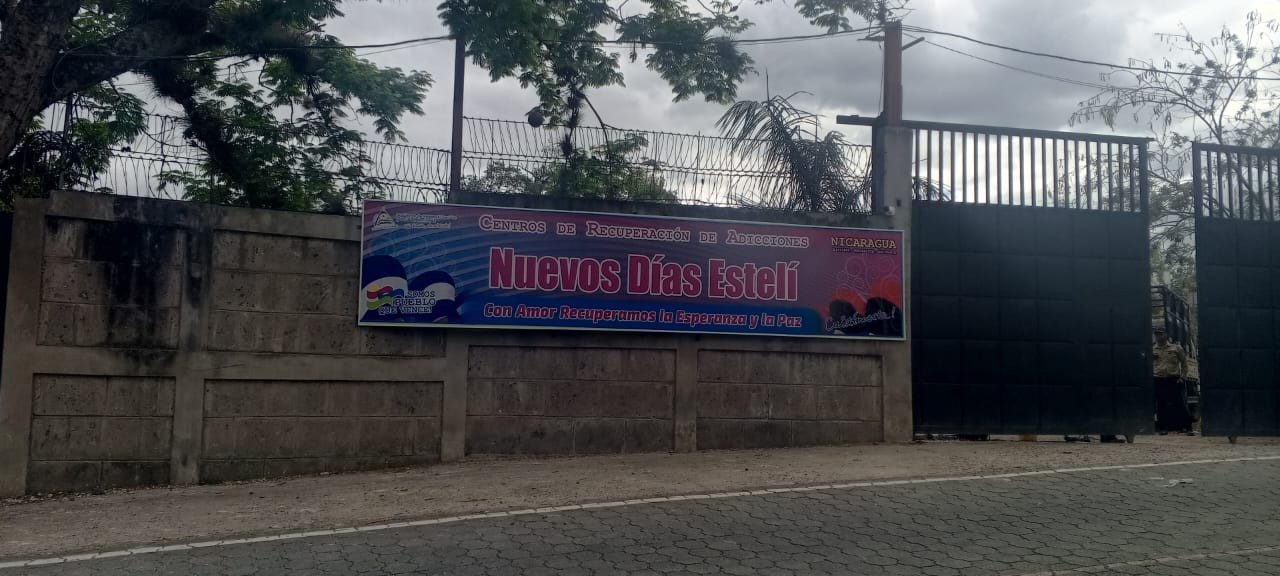 CENTROS DE RECUPERACIÓN DE ADICCIONES
NICARAGUA
Nuevos Días Estelí
SOMOS
PUEBLO
QUE VENCE!
Con Amor Recuperamos la Esperanza y la Paz